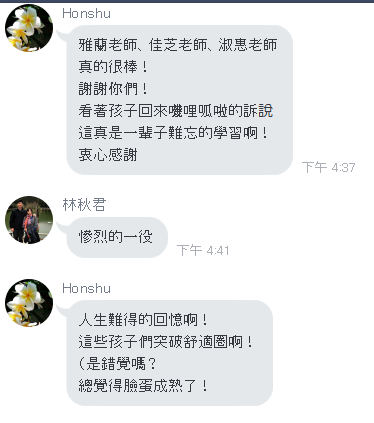 Honshu
雅蘭老師、佳芝老師、淑惠老師
真的很棒！
謝謝你們！
看著孩子回來嘰哩呱啦的訴說
這真是一輩子難忘的學習啊！
衷心感謝
下午 4:37
林秋君
慘烈的一役
下午 4:41
Honshu
人生難得的回憶啊！
這些孩子們突破舒適圈啊！
（是錯覺嗎？
總覺得臉蛋成熟了！